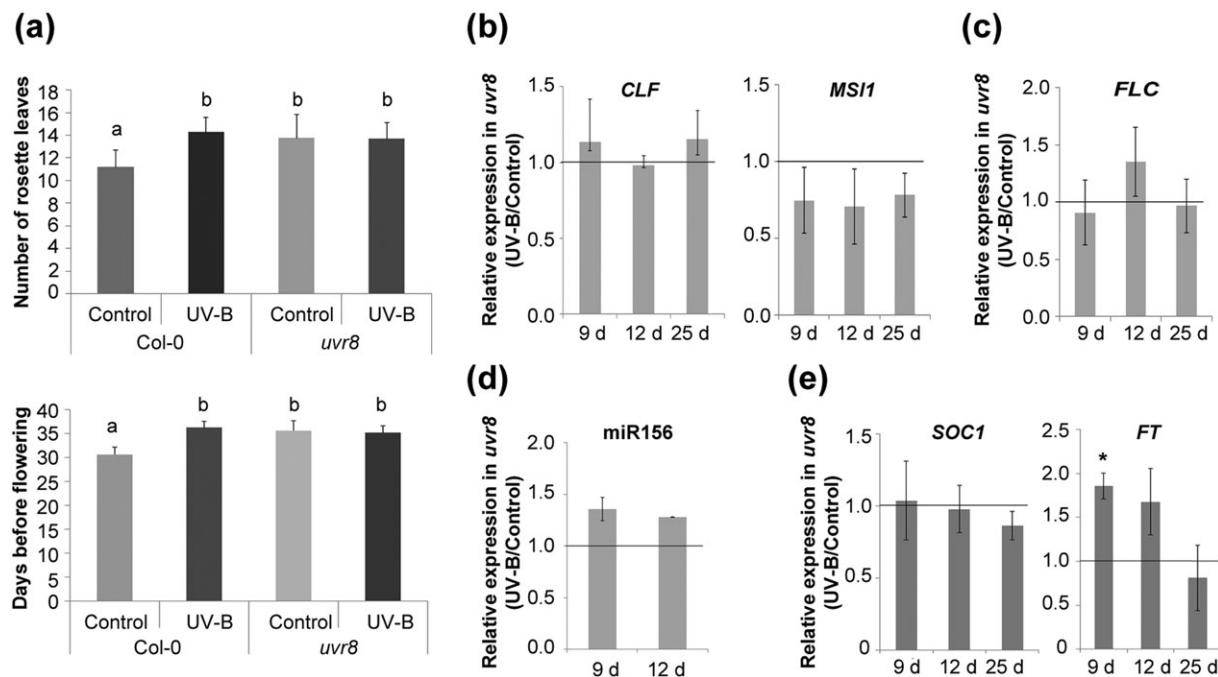 (a)
Number of rosette leaves
18
16
14
12
10
8
6
4
2
0
a
b
b
b
Control
UV-B
Control
UV-B
Col-0
uvr8
Days before flowering
40
35
30
25
20
15
10
5
0
a
b
b
b
Control
UV-B
Control
UV-B
Col-0
uvr8
(b)
Relative expression in uvr8
(UV-B/Control)
1.5
1.0
0.5
0.0
CLF
9 d 12 d 25 d
1.5
1.0
0.5
0.0
MSI1
9 d 12 d 25 d
(c)
Relative expression in uvr8
(UV-B/Control)
2.0
1.5
1.0
0.5
0.0
FLC
9 d 12 d 25 d
(d)
Relative expression in uvr8
(UV-B/Control)
miR156
2.0
1.5
1.0
0.5
0.0
9 d 12 d
(e)
Relative expression in uvr8
(UV-B/Control)
1.5
1.0
0.5
0
SOC1
9 d 12 d 25 d
FT
2.5
2.0
1.5
1.0
1.0
0.0
*
9 d 12 d 25 d